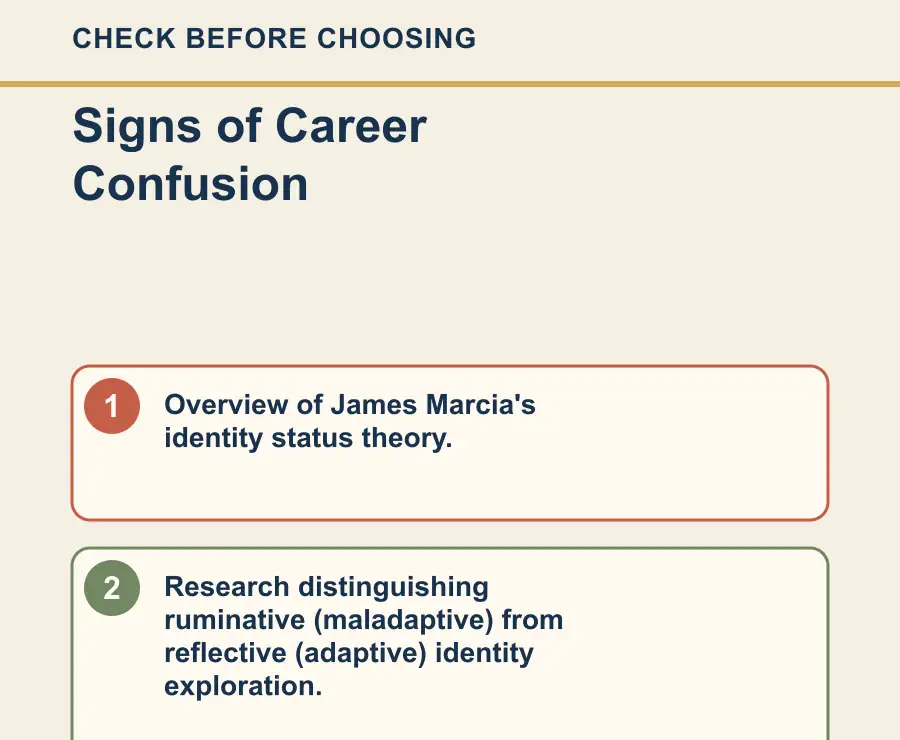 CHECK BEFORE CHOOSING
Signs of Career
Confusion
1
Overview of James Marcia's
identity status theory.
2
Research distinguishing
ruminative (maladaptive) from
reflective (adaptive) identity
exploration.